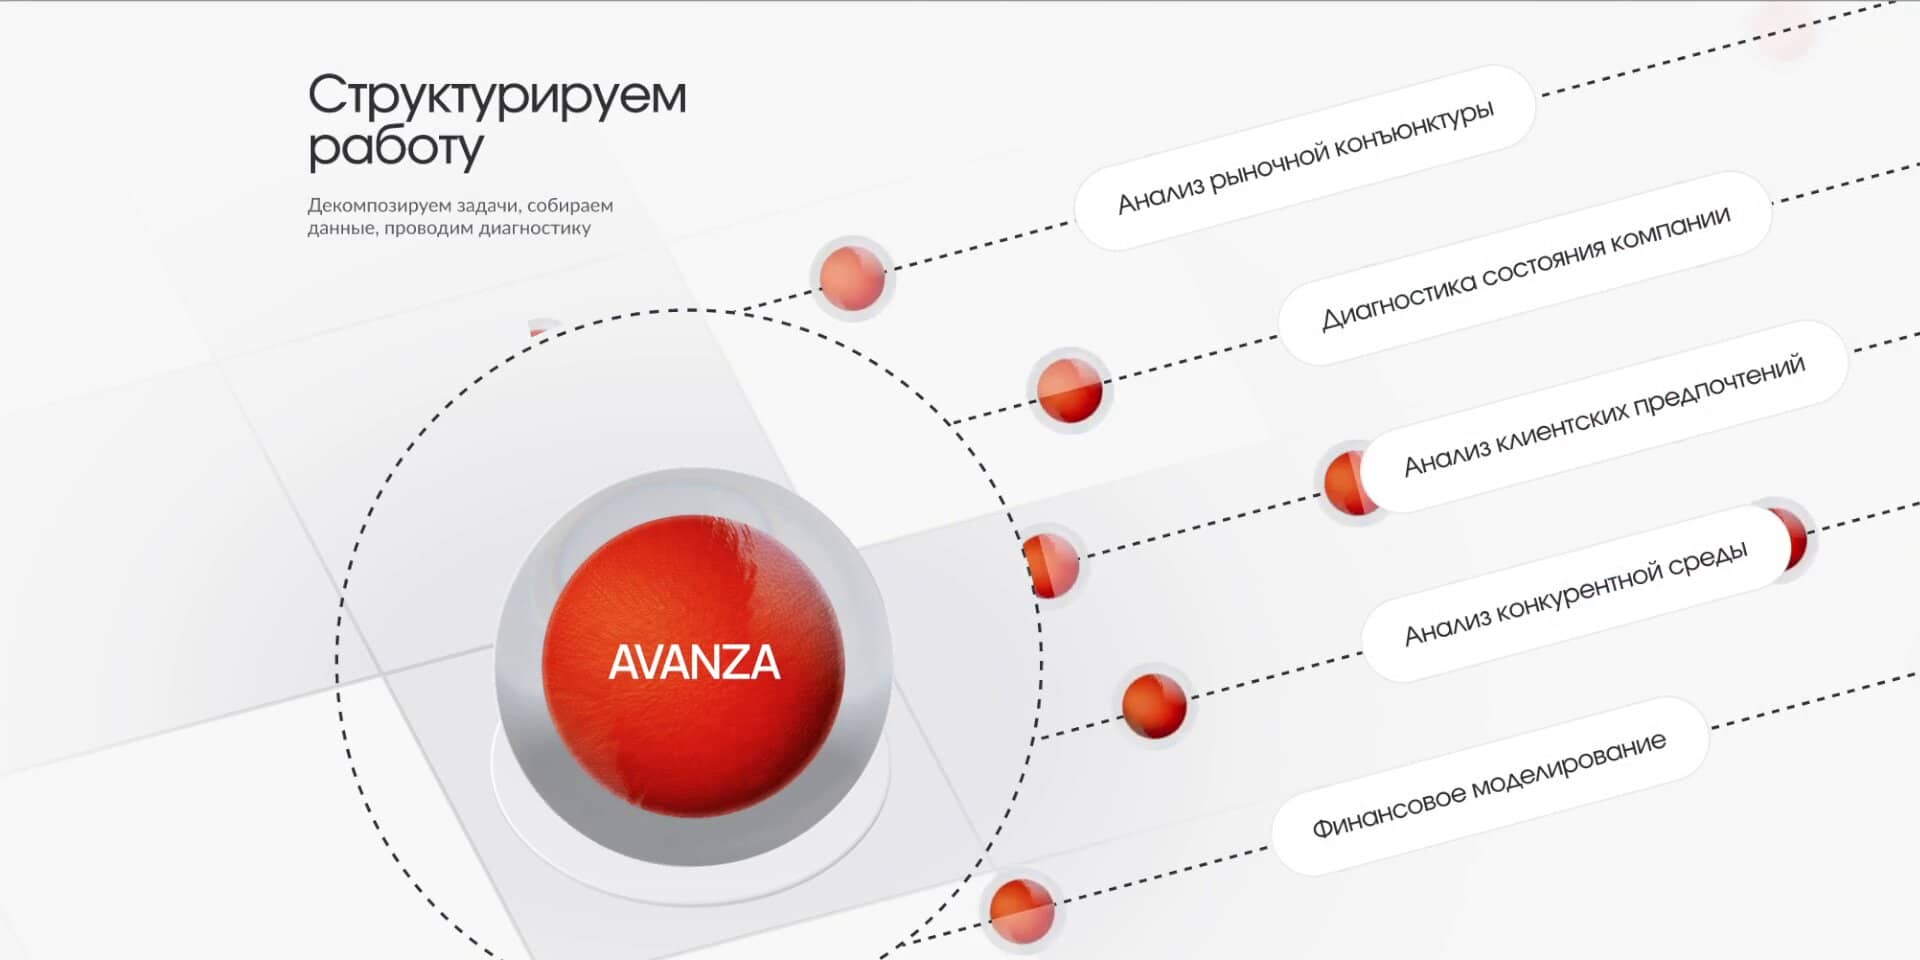 Структурируем
работу
Декомпозируем задачи, собираем
данные, проводим диагностику
Анализ рыночной конъюнктуры
Диагностика состояния компании
Анализ клиентских предпочтений
Анализ конкурентной среды
Финансовое моделирование
AVANZA